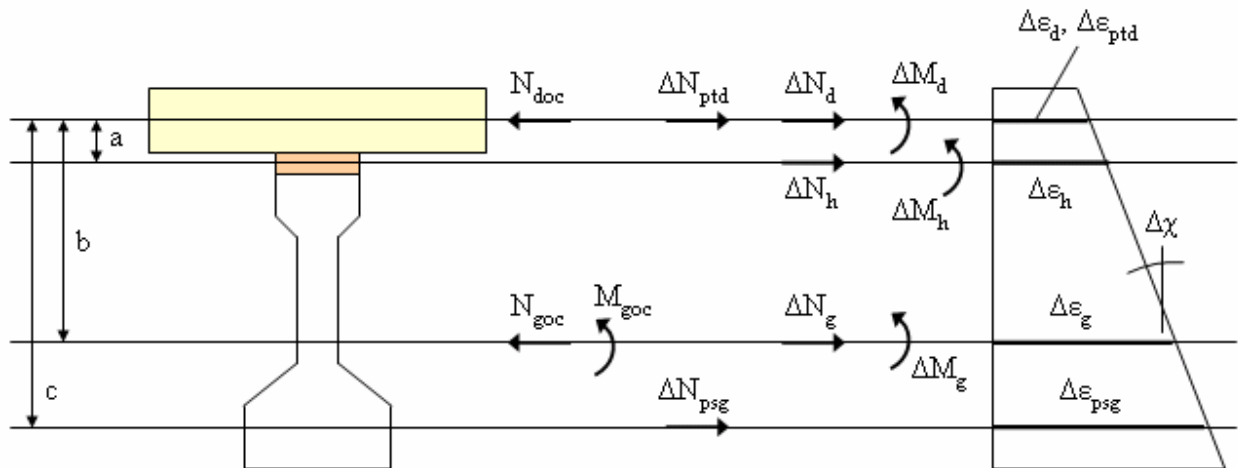 Δε_d, Δε_ptd
N_doc ΔN_ptd ΔN_d ΔM_d
a
ΔN_h ΔM_h Δε_h
Δχ
b
N_goc M_goc ΔN_g Δε_g
ΔM_g
c
ΔN_psg Δε_psg